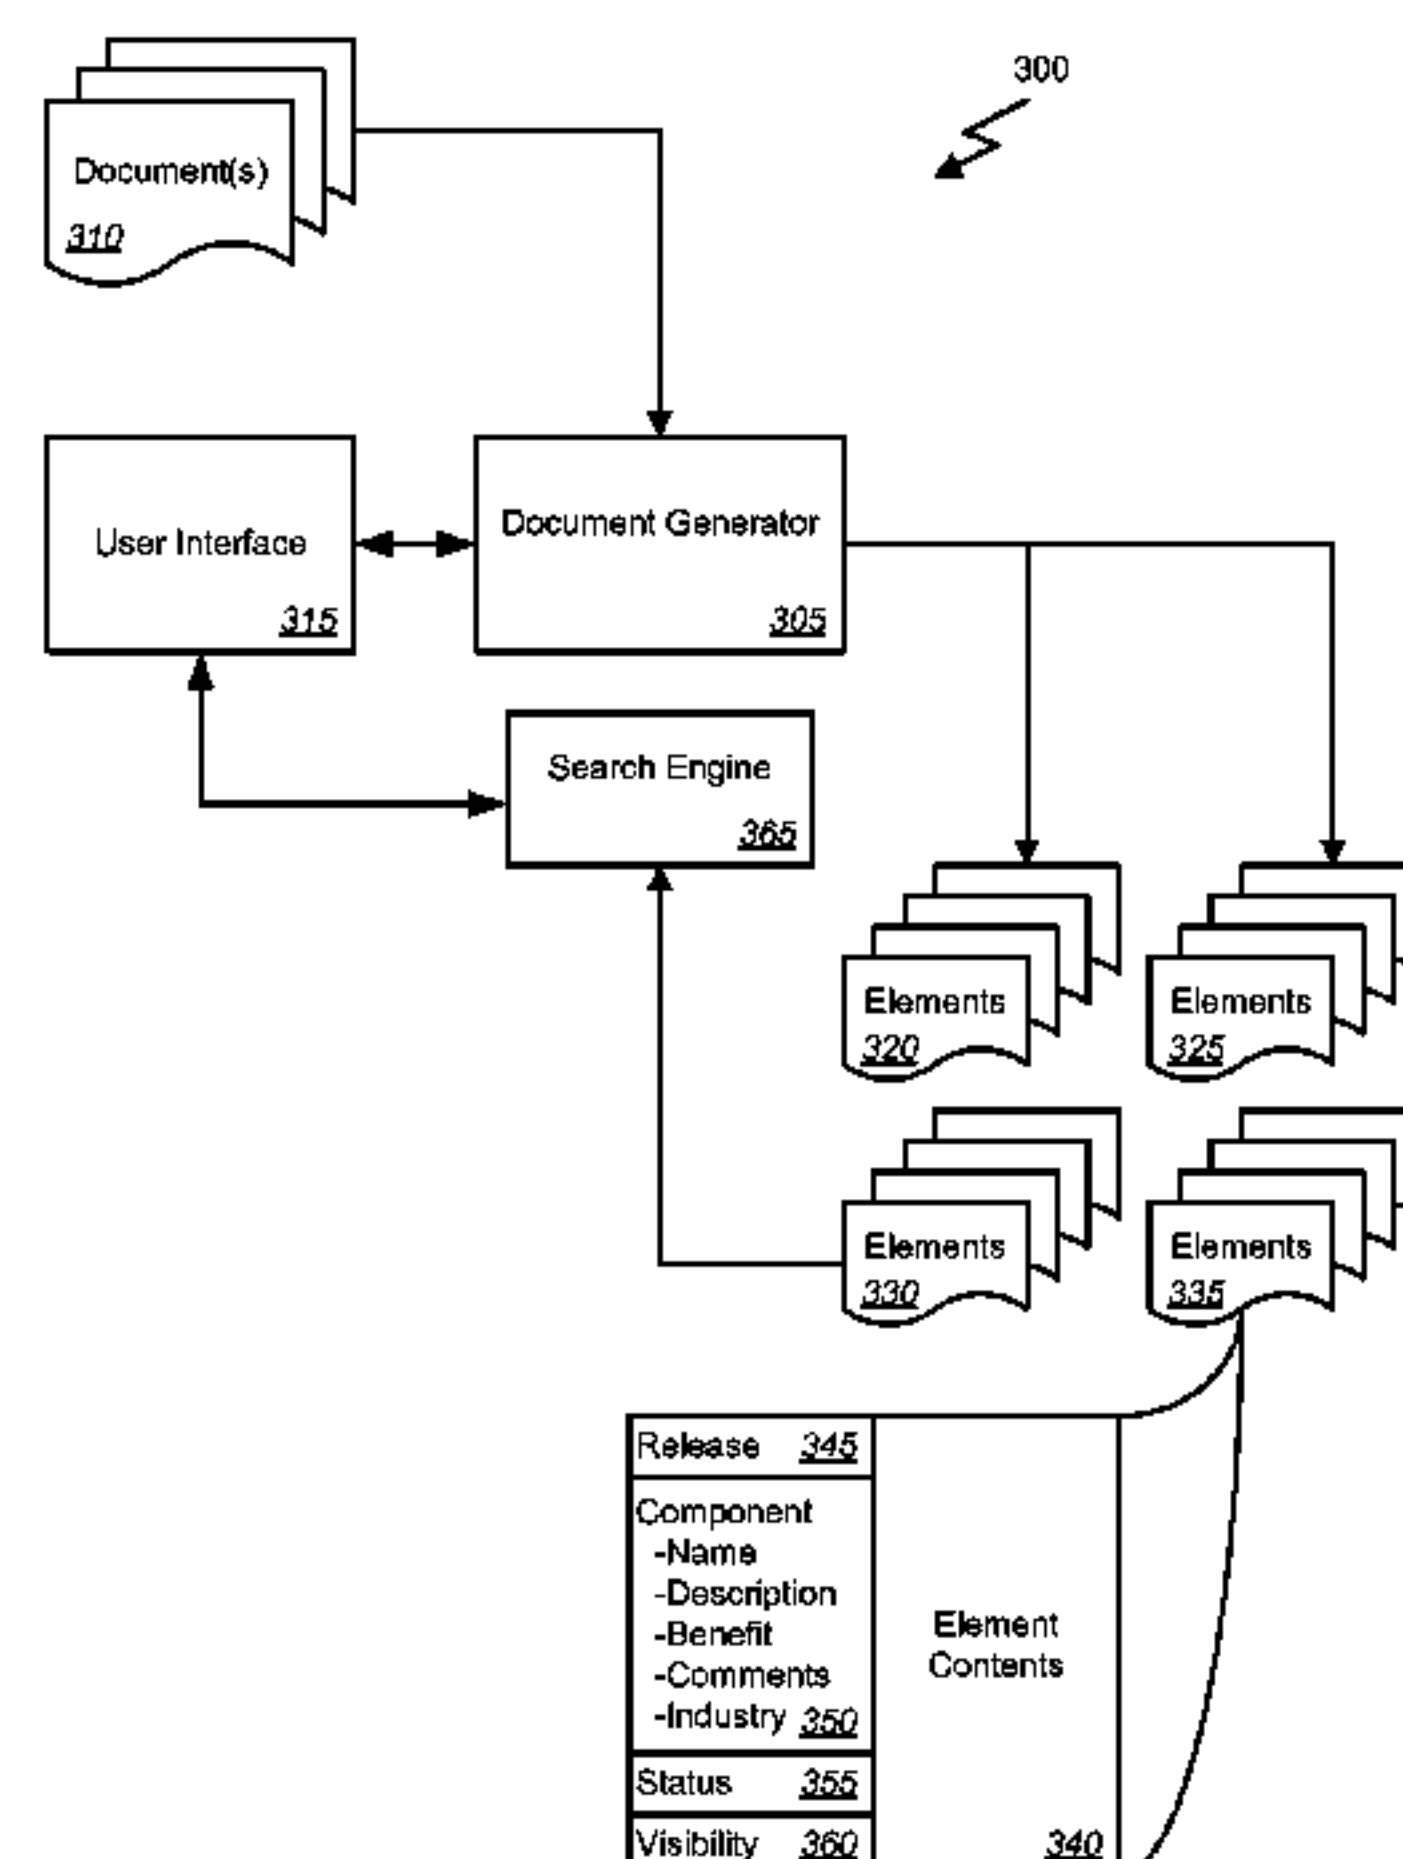 300
Document(s)
310
User Interface
315
Document Generator
305
Search Engine
365
Elements
320
Elements
325
Elements
330
Elements
335
Release 345
Component
-Name
-Description
-Benefit
-Comments
-Industry 350
Status 355
Visibility 360
Element
Contents
340